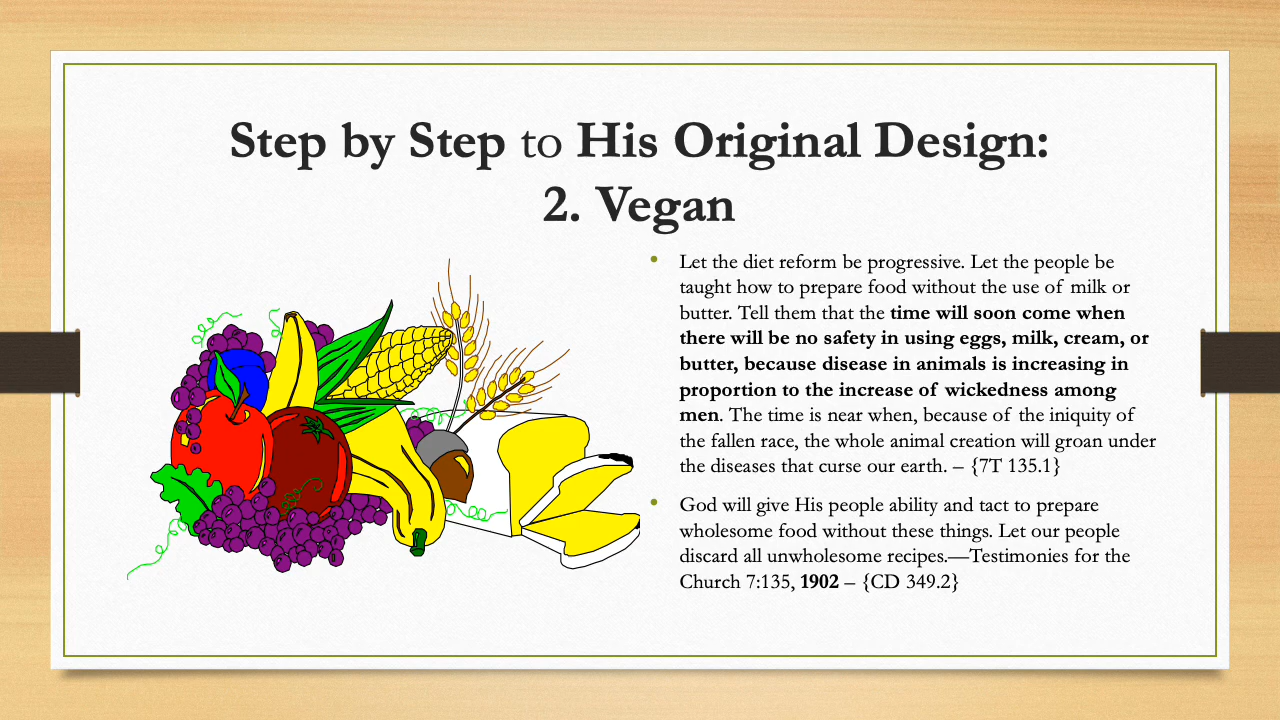 Step by Step to His Original Design:
2. Vegan
• Let the diet reform be progressive. Let the people be
taught how to prepare food without the use of milk or
butter. Tell them that the time will soon come when
there will be no safety in using eggs, milk, cream, or
butter, because disease in animals is increasing in
proportion to the increase of wickedness among
men. The time is near when, because of the iniquity of
the fallen race, the whole animal creation will groan under
the diseases that curse our earth. – {7T 135.1}
• God will give His people ability and tact to prepare
wholesome food without these things. Let our people
discard all unwholesome recipes.—Testimonies for the
Church 7:135, 1902 – {CD 349.2}